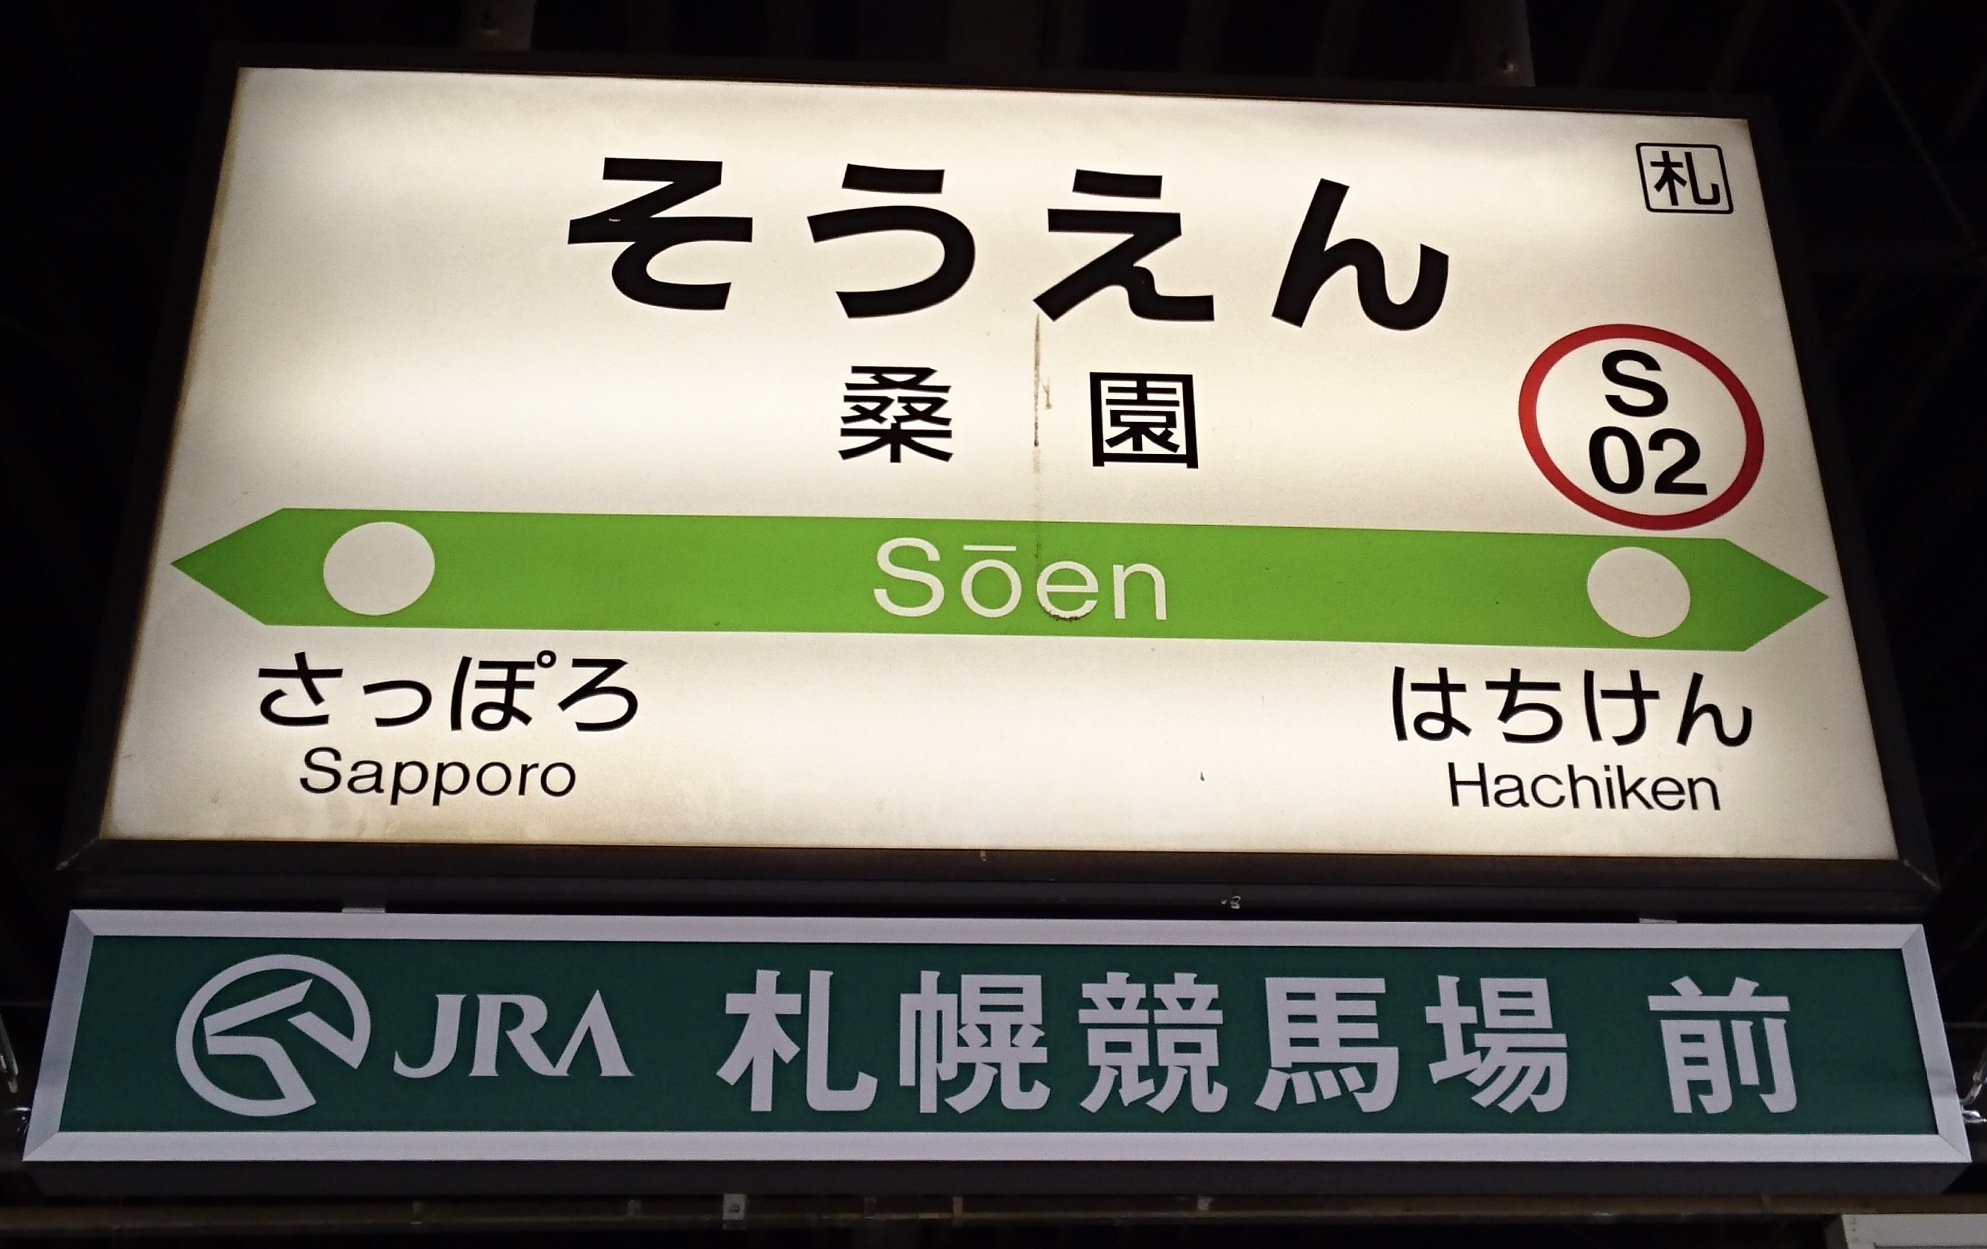 そうえん
札
桑園
S
02
Sōen
さっぽろ
Sapporo
はちけん
Hachiken
JRA 札幌競馬場 前